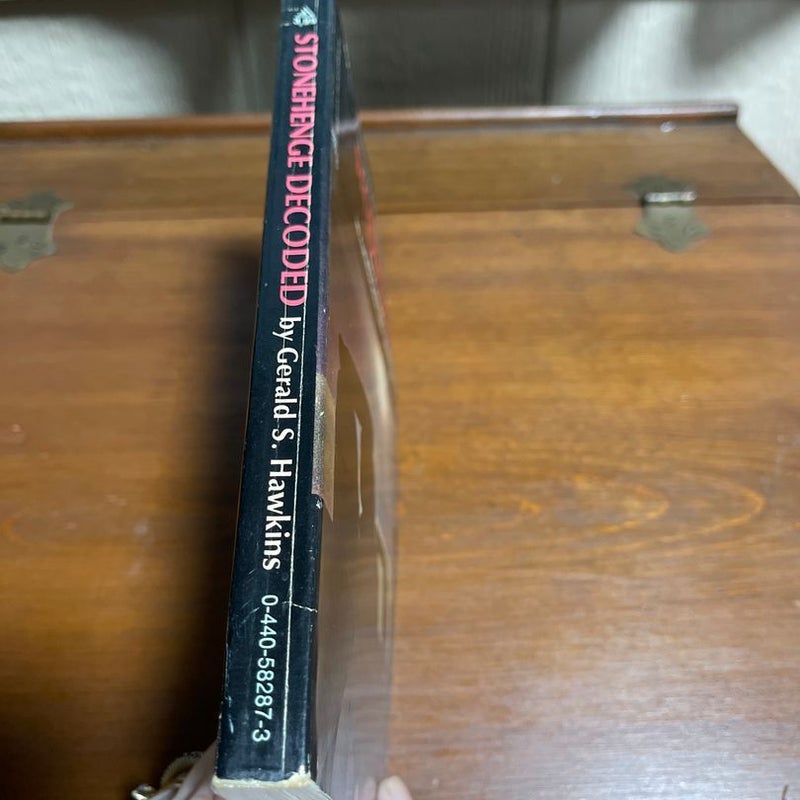 STONEHENGE DECODED by Gerald S. Hawkins 0-440-58287-3